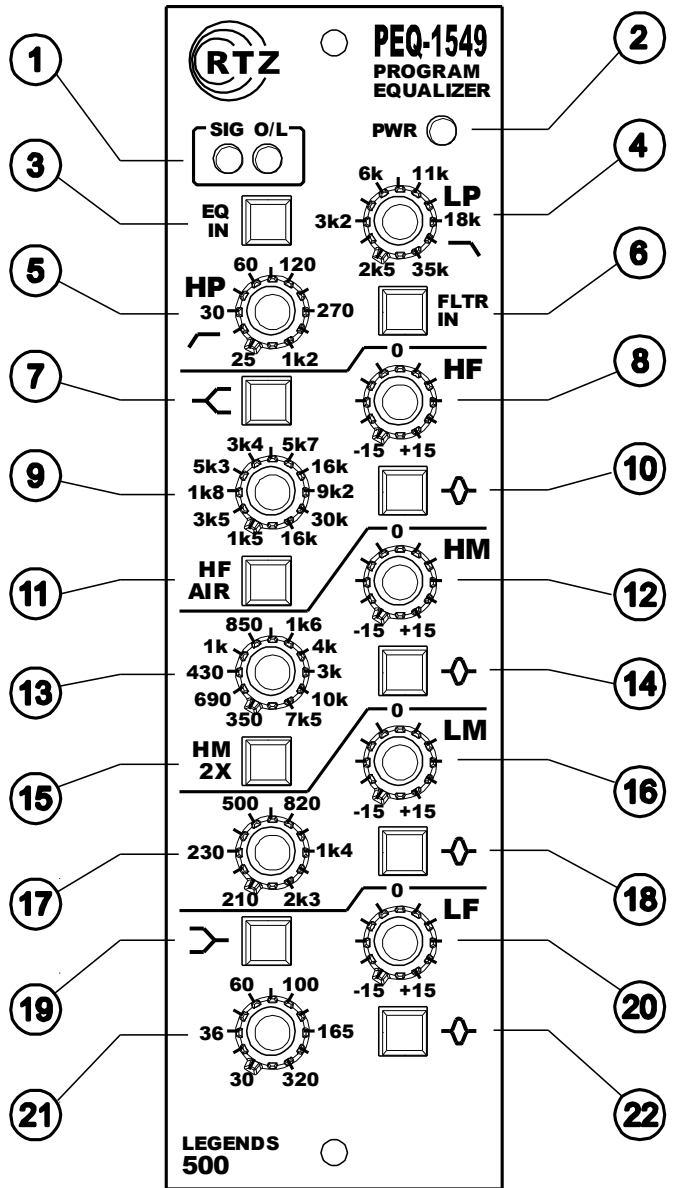 RTZ
PEQ-1549
PROGRAM
EQUALIZER
1
2
SIG O/L
PWR
3
4
EQ
IN
LP
6k 11k
3k2 18k
2k5 35k
5
6
HP
60 120
30 270
25 1k2
FLTR
IN
7
8
HF
0
-15 +15
9
10
3k4 5k7
5k3 16k
1k8 9k2
3k5 30k
1k5 16k
11
12
HF
AIR
HM
0
-15 +15
13
14
850 1k6
1k 4k
430 3k
690 10k
350 7k5
15
16
HM
2X
LM
0
-15 +15
17
18
500 820
230 1k4
210 2k3
19
20
LF
0
-15 +15
21
22
60 100
36 165
30 320
LEGENDS
500